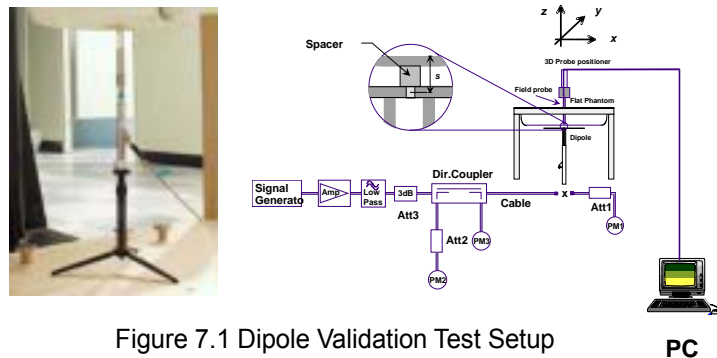 z
y
x
Spacer
s
3D Probe positioner
Field probe
Flat Phantom
Dipole
Signal
Generato
Amp
Low
Pass
3dB
Att3
Dir.Coupler
Cable
x
Att1
PM1
Att2
PM3
PM2
Figure 7.1 Dipole Validation Test Setup
PC